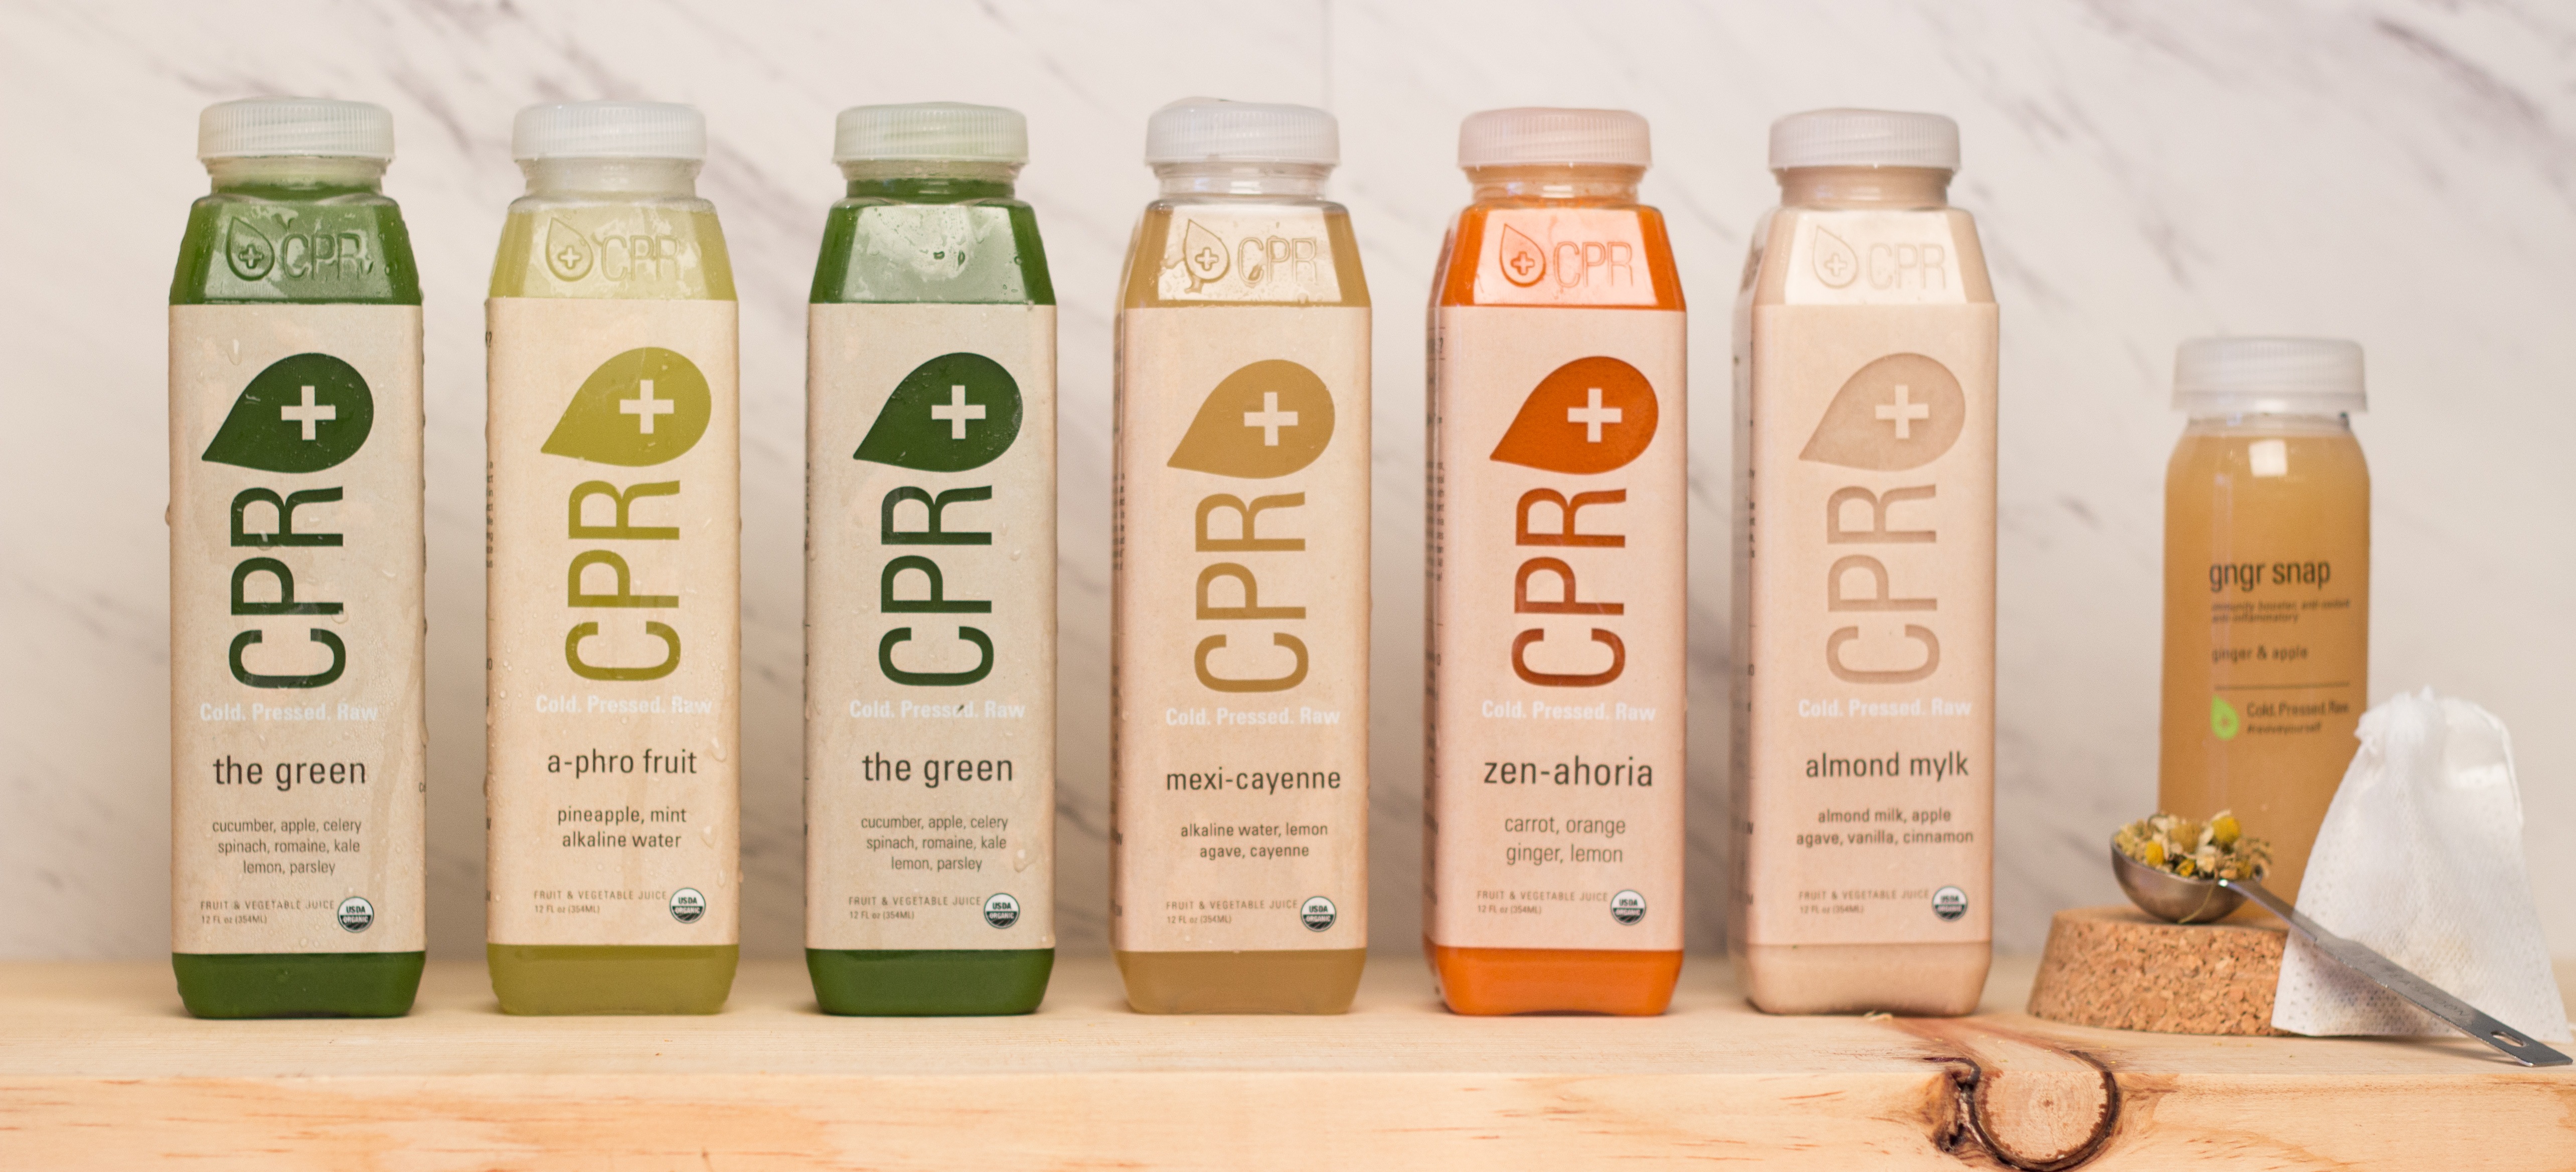 CPR
CPR
Cold. Pressed. Raw
the green
cucumber, apple, celery
spinach, romaine, kale
lemon, parsley
FRUIT & VEGETABLE JUICE
12 FL oz (354ML)
USDA
ORGANIC
CPR
CPR
Cold. Pressed. Raw
a-phro fruit
pineapple, mint
alkaline water
FRUIT & VEGETABLE JUICE
12 FL oz (354ML)
USDA
ORGANIC
CPR
Cold. Pressed. Raw
the green
cucumber, apple, celery
spinach, romaine, kale
lemon, parsley
FRUIT & VEGETABLE JUICE
12 FL oz (354ML)
USDA
ORGANIC
CPR
CPR
Cold. Pressed. Raw
mexi-cayenne
alkaline water, lemon
agave, cayenne
FRUIT & VEGETABLE JUICE
12 FL oz (354ML)
USDA
ORGANIC
CPR
CPR
Cold. Pressed. Raw
zen-ahoria
carrot, orange
ginger, lemon
FRUIT & VEGETABLE JUICE
12 FL oz (354ML)
USDA
ORGANIC
CPR
CPR
Cold. Pressed. Raw
almond mylk
almond milk, apple
agave, vanilla, cinnamon
FRUIT & VEGETABLE JUICE
12 FL oz (354ML)
USDA
ORGANIC
gngr snap
immunity booster, anti-oxidant
anti-inflammatory
ginger & apple
Cold. Pressed. Raw
#reviveyourself